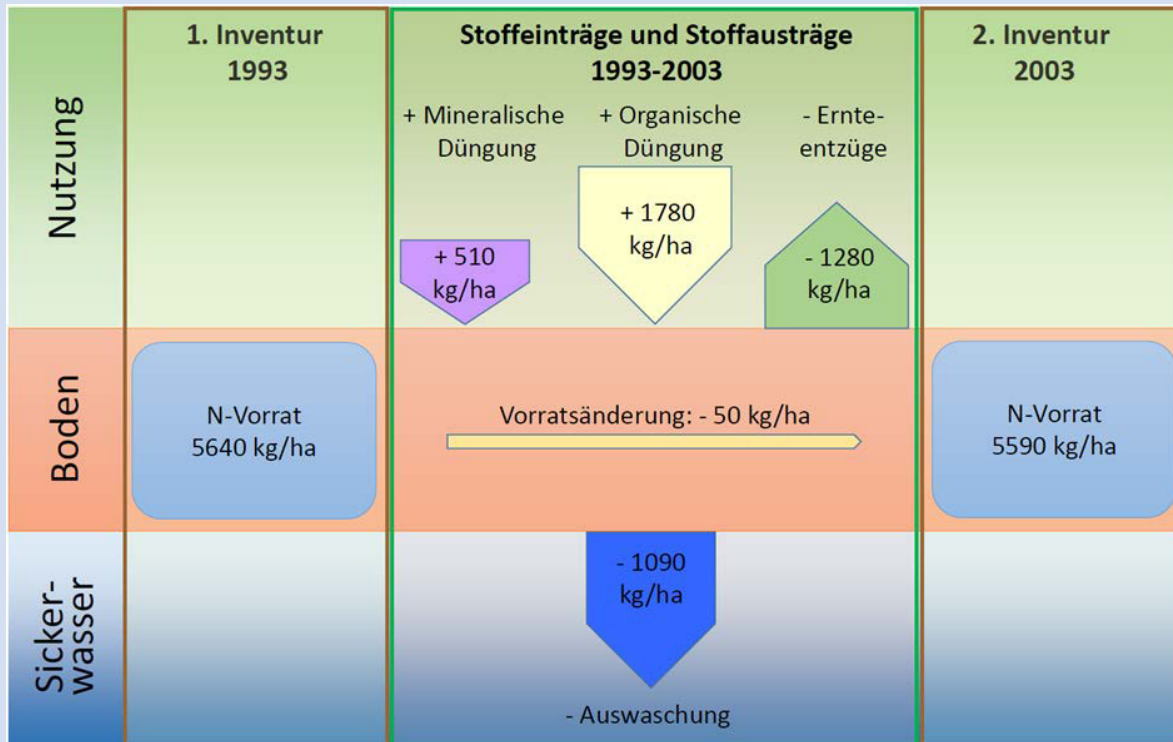 Nutzung
1. Inventur
1993
Stoffeinträge und Stoffausträge
1993-2003
2. Inventur
2003
+ Mineralische
Düngung
+ Organische
Düngung
- Ernte-
entzüge
+ 510
kg/ha
+ 1780
kg/ha
- 1280
kg/ha
Boden
N-Vorrat
5640 kg/ha
Vorratsänderung: - 50 kg/ha
N-Vorrat
5590 kg/ha
Sicker-
wasser
- 1090
kg/ha
- Auswaschung